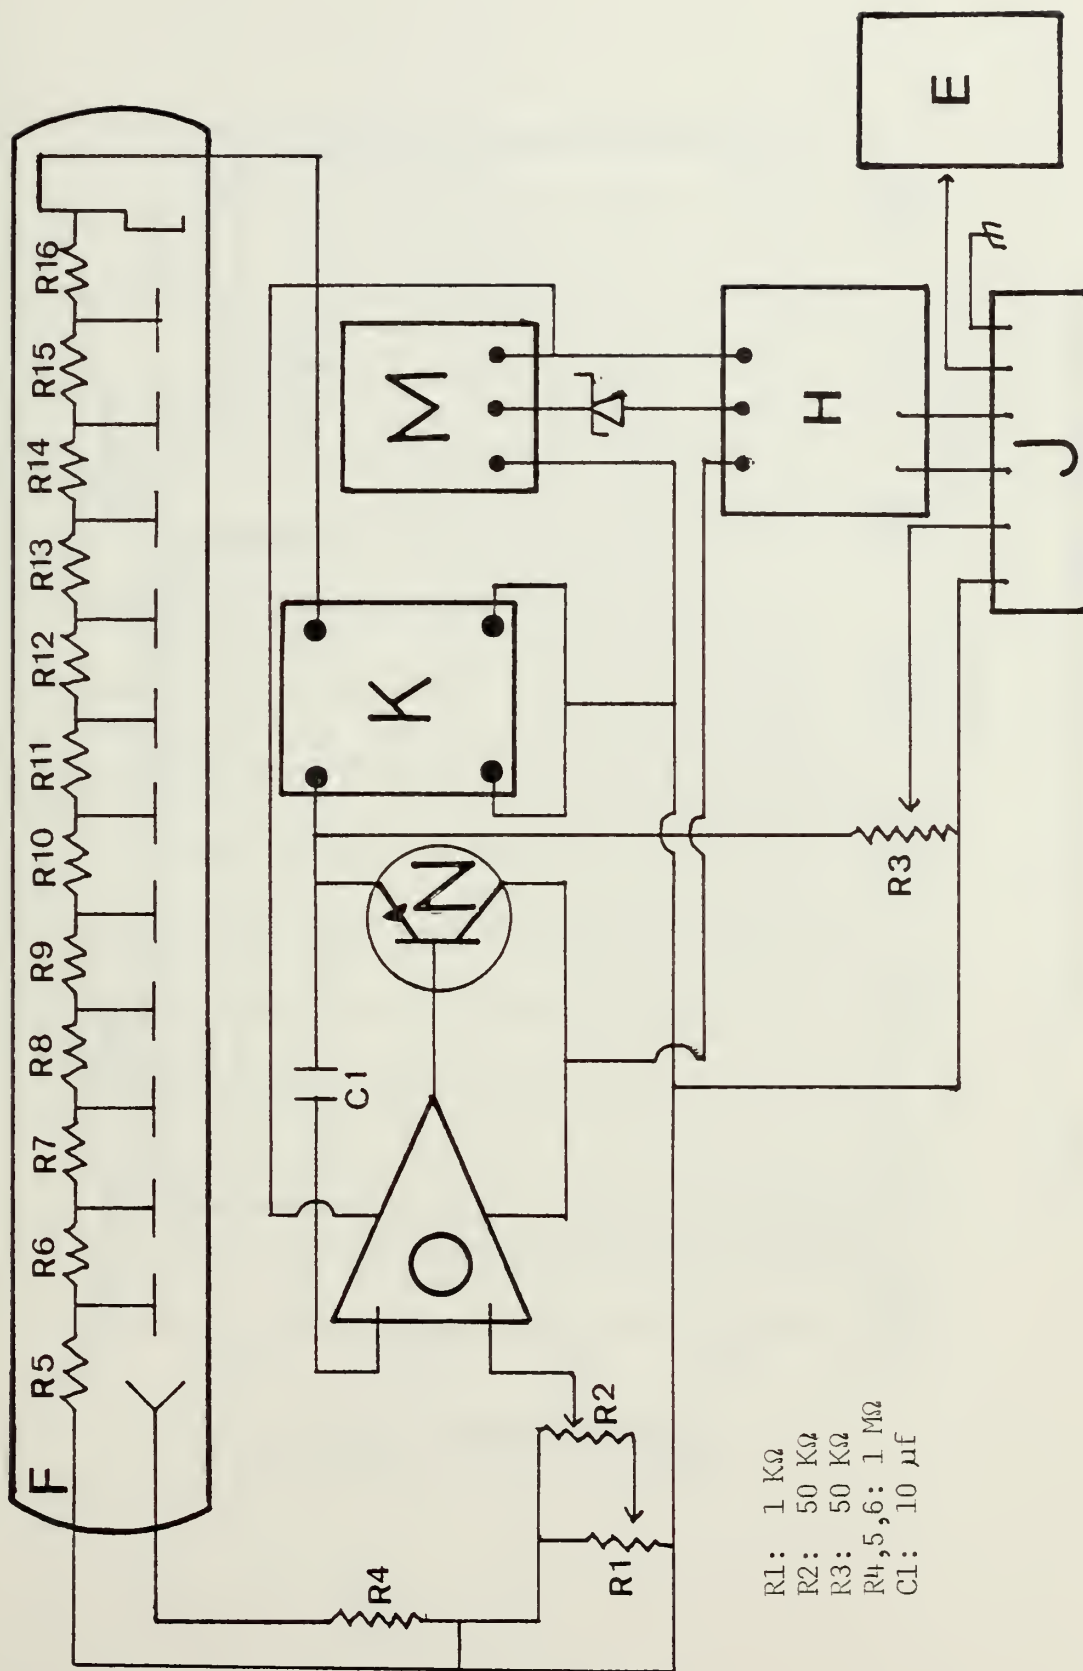 F
R5
R6
R7
R8
R9
R10
R11
R12
R13
R14
R15
R16
E
M
K
H
J
N
O
C1
R4
R2
R1
R3
R1: 1 KΩ
R2: 50 KΩ
R3: 50 KΩ
R4,5,6: 1 MΩ
C1: 10 µf